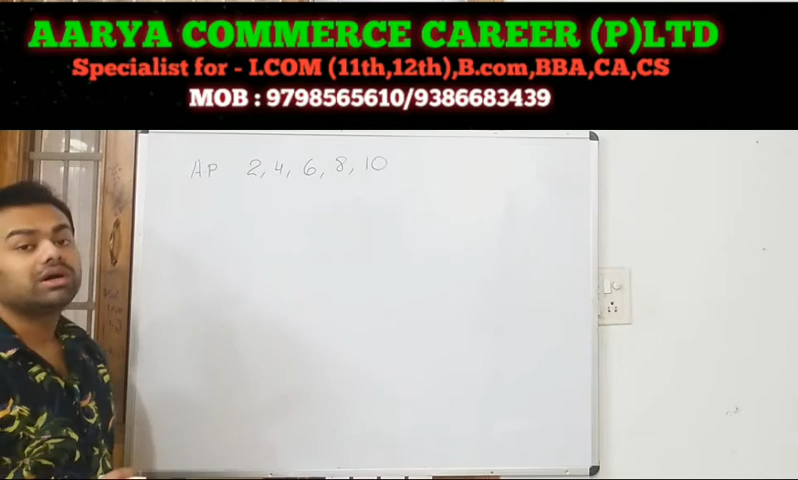 AARYA COMMERCE CAREER (P)LTD
Specialist for - I.COM (11th,12th),B.com,BBA,CA,CS
MOB : 9798565610/9386683439
A.P 2, 4, 6, 8, 10